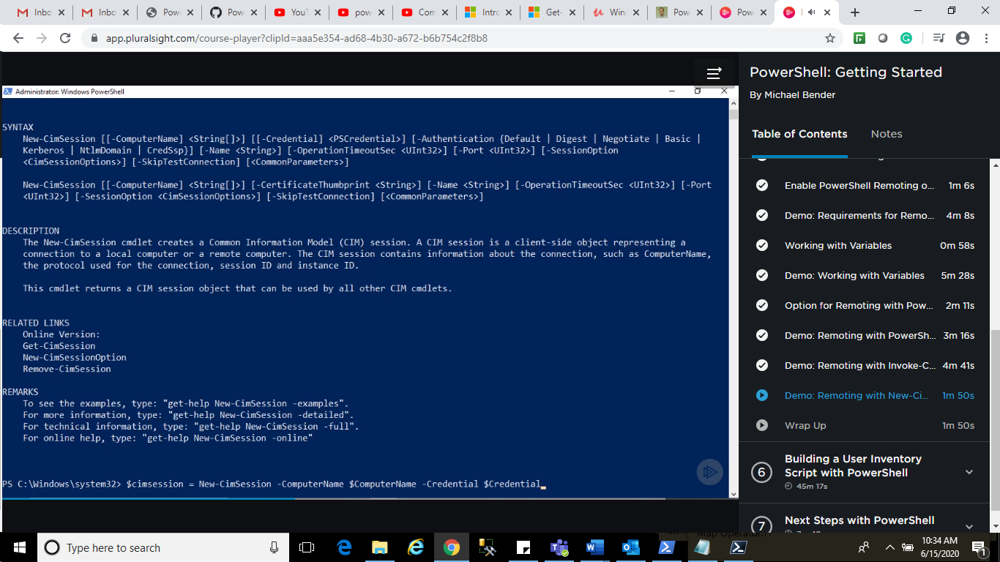 Inbo
Inbo
Powe
Pow
YouT
pow
Com
Intro
Get-
Win
Pow
Pow
app.pluralsight.com/course-player?clipId=aaa5e354-ad68-4b30-a672-b6b754c2f8b8
Administrator: Windows PowerShell
SYNTAX
New-CimSession [[-ComputerName] <String[]>] [[-Credential] <PSCredential>] [-Authentication {Default | Digest | Negotiate | Basic |
Kerberos | NtlmDomain | CredSsp}] [-Name <String>] [-OperationTimeoutSec <UInt32>] [-Port <UInt32>] [-SessionOption
<CimSessionOptions>] [-SkipTestConnection] [<CommonParameters>]
New-CimSession [[-ComputerName] <String[]>] [-CertificateThumbprint <String>] [-Name <String>] [-OperationTimeoutSec <UInt32>] [-Port
<UInt32>] [-SessionOption <CimSessionOptions>] [-SkipTestConnection] [<CommonParameters>]
DESCRIPTION
The New-CimSession cmdlet creates a Common Information Model (CIM) session. A CIM session is a client-side object representing a
connection to a local computer or a remote computer. The CIM session contains information about the connection, such as ComputerName,
the protocol used for the connection, session ID and instance ID.
This cmdlet returns a CIM session object that can be used by all other CIM cmdlets.
RELATED LINKS
Online Version:
Get-CimSession
New-CimSessionOption
Remove-CimSession
REMARKS
To see the examples, type: "get-help New-CimSession -examples".
For more information, type: "get-help New-CimSession -detailed".
For technical information, type: "get-help New-CimSession -full".
For online help, type: "get-help New-CimSession -online"
PS C:\Windows\system32> $cimsession = New-CimSession -ComputerName $ComputerName -Credential $Credential_
PowerShell: Getting Started
By Michael Bender
Table of Contents Notes
Enable PowerShell Remoting o... 1m 6s
Demo: Requirements for Remo... 4m 8s
Working with Variables 0m 58s
Demo: Working with Variables 5m 28s
Option for Remoting with Pow... 2m 11s
Demo: Remoting with PowerSh... 3m 16s
Demo: Remoting with Invoke-C... 4m 41s
Demo: Remoting with New-Ci... 1m 50s
Wrap Up 1m 50s
6 Building a User Inventory
Script with PowerShell
45m 17s
7 Next Steps with PowerShell
Type here to search
10:34 AM
6/15/2020
1